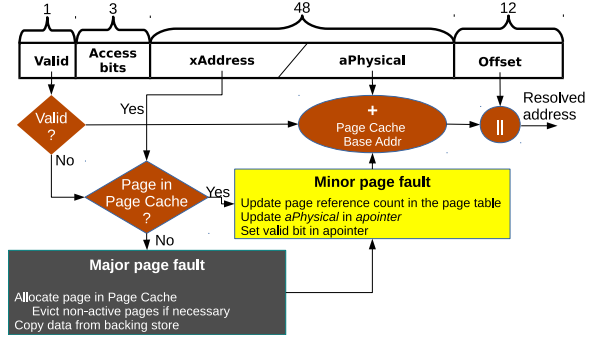 1 3 48 12
Valid Access bits xAddress aPhysical Offset
Valid
?
Yes
No
+
Page Cache
Base Addr
||
Resolved
address
Page in
Page Cache
?
Yes
No
Minor page fault
Update page reference count in the page table
Update aPhysical in apointer
Set valid bit in apointer
Major page fault
Allocate page in Page Cache
Evict non-active pages if necessary
Copy data from backing store